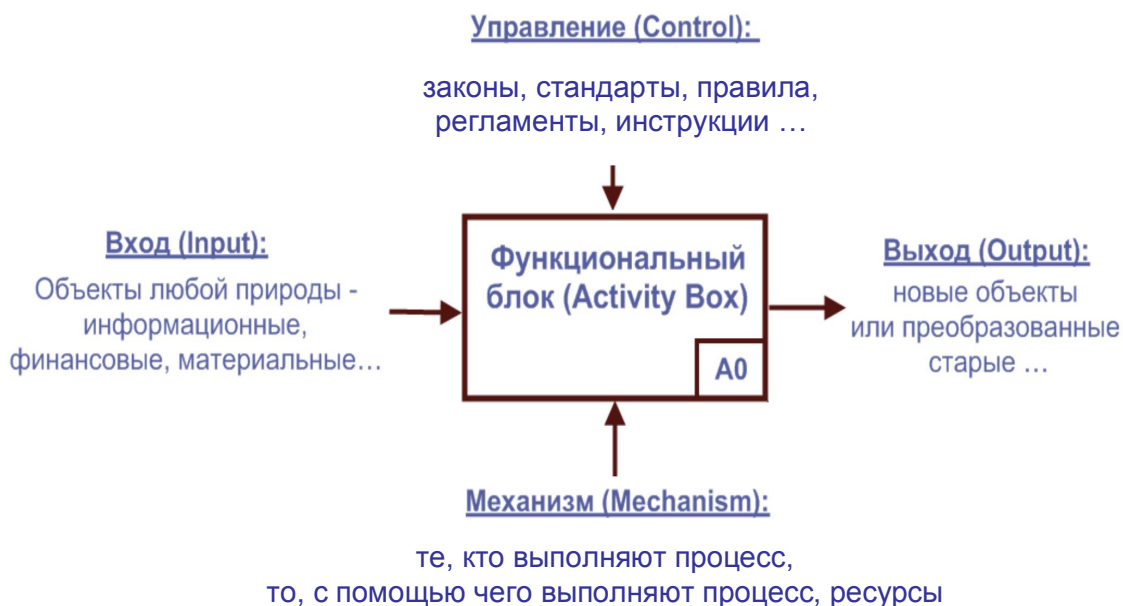 Управление (Control):
законы, стандарты, правила,
регламенты, инструкции …
Вход (Input):
Объекты любой природы -
информационные,
финансовые, материальные…
Функциональный
блок (Activity Box)
A0
Выход (Output):
новые объекты
или преобразованные
старые …
Механизм (Mechanism):
те, кто выполняют процесс,
то, с помощью чего выполняют процесс, ресурсы